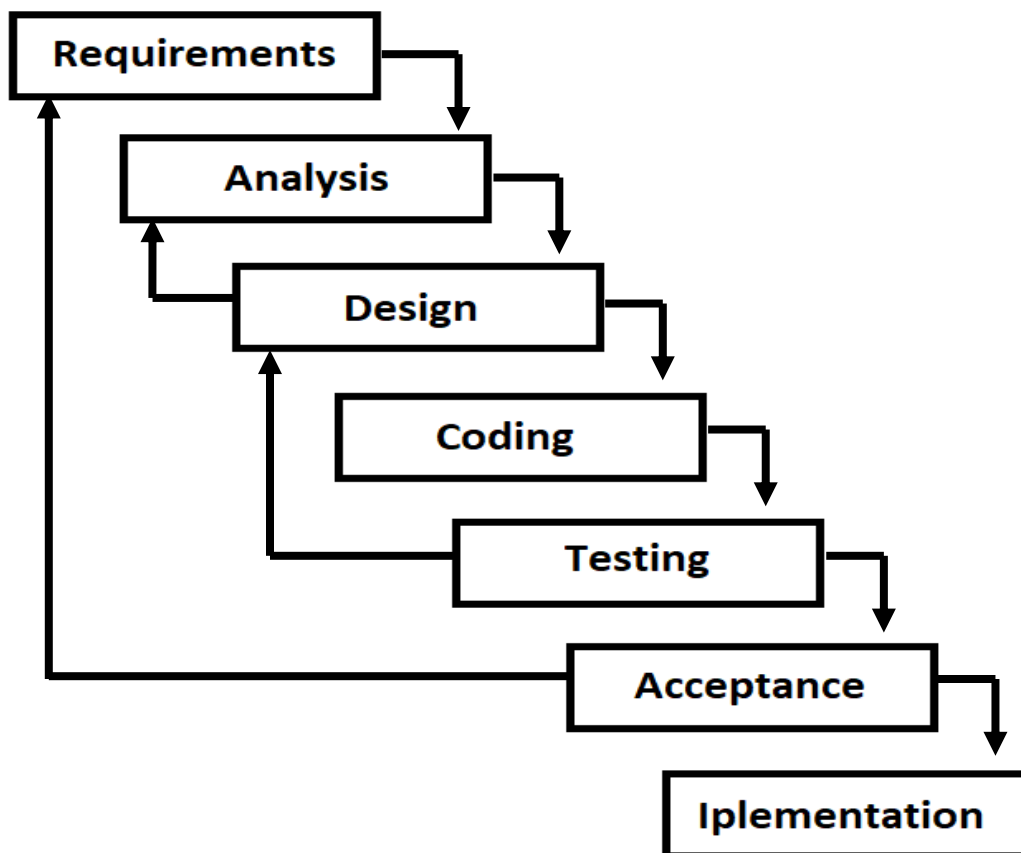 Requirements
Analysis
Design
Coding
Testing
Acceptance
Iplementation